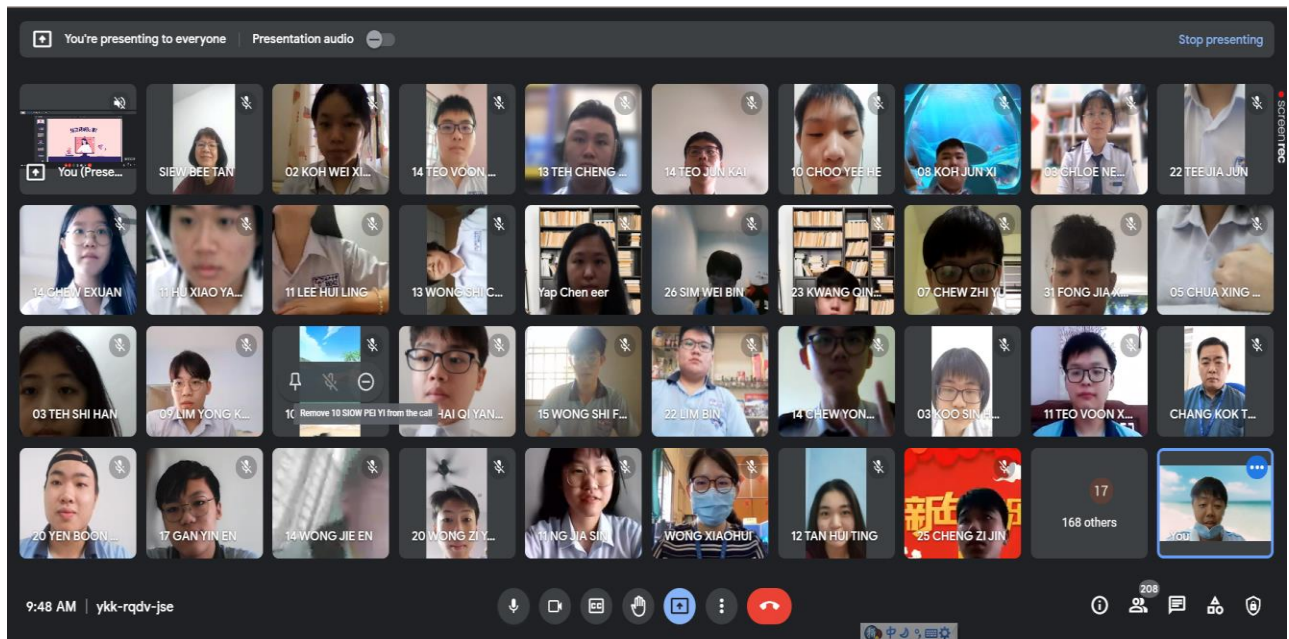 You're presenting to everyone
Presentation audio
Stop presenting
screenrec
You (Prese...
SIEW BEE TAN
02 KOH WEI XI...
14 TEO VOON ...
13 TEH CHENG ...
14 TEO JUN KAI
10 CHOO YEE HE
08 KOH JUN XI
03 CHLOE NE...
22 TEE JIA JUN
14 CHEW EXUAN
11 HU XIAO YA...
11 LEE HUI LING
13 WONG SHI C...
Yap Chen eer
26 SIM WEI BIN
23 KWANG QIN...
07 CHEW ZHI YU
31 FONG JIA X...
05 CHUA XING ...
03 TEH SHI HAN
09 LIM YONG K...
Remove 10 SIOW PEI YI from the call
HAI QI YAN...
15 WONG SHI F...
22 LIM BIN
14 CHEW YON...
03 KOO SIN
11 TEO VOON X...
CHANG KOK T...
20 YEN BOON ...
17 GAN YIN EN
14 WONG JIE EN
20 WONG ZI Y...
11 NG JIA SIN
WONG XIAOHUI
12 TAN HUI TING
25 CHENG ZI JIN
17
168 others
You
9:48 AM | ykk-rqdv-jse
208
中